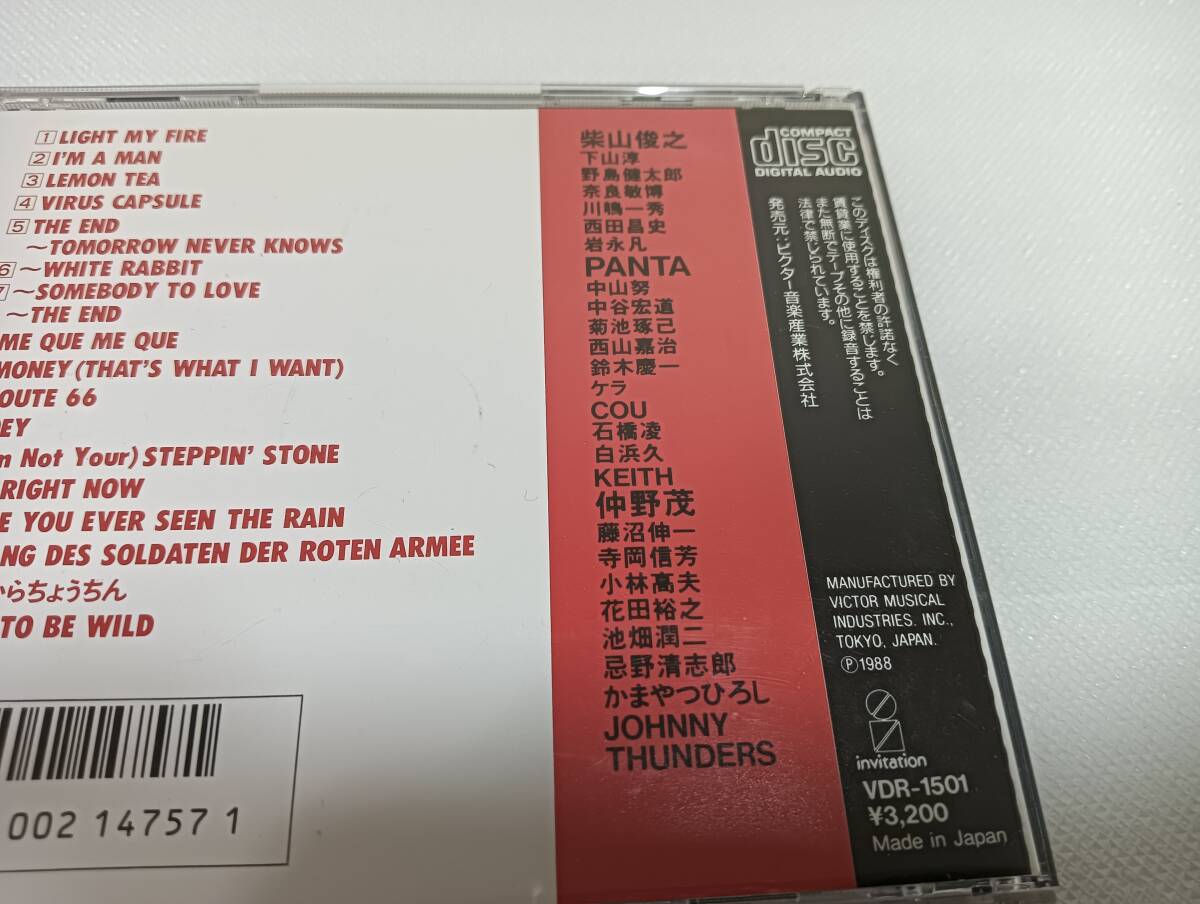 1 LIGHT MY FIRE
2 I'M A MAN
3 LEMON TEA
4 VIRUS CAPSULE
5 THE END
～TOMORROW NEVER KNOWS
6 ～WHITE RABBIT
7 ～SOMEBODY TO LOVE
～THE END
ME QUE ME QUE
MONEY (THAT'S WHAT I WANT)
OUTE 66
EY
m Not Your) STEPPIN' STONE
RIGHT NOW
E YOU EVER SEEN THE RAIN
NG DES SOLDATEN DER ROTEN ARMEE
からちょうちん
TO BE WILD
002 14757 1
柴山俊之
下山淳
野島健太郎
奈良敏博
川嶋一秀
西田昌史
岩永凡
PANTA
中山努
中谷宏道
菊池琢己
西山嘉治
鈴木慶一
ケラ
COU
石橋凌
白浜久
KEITH
仲野茂
藤沼伸一
寺岡信芳
小林高夫
花田裕之
池畑潤二
忌野清志郎
かまやつひろし
JOHNNY
THUNDERS
COMPACT
disc
DIGITAL AUDIO
このディスクは権利者の許諾なく
賃貸業に使用することを禁じます。
また無断でテープその他に録音することは
法律で禁じられています。
発売元：ビクター音楽産業株式会社
MANUFACTURED BY
VICTOR MUSICAL
INDUSTRIES. INC.,
TOKYO, JAPAN.
Ⓟ1988
invitation
VDR-1501
¥3,200
Made in Japan